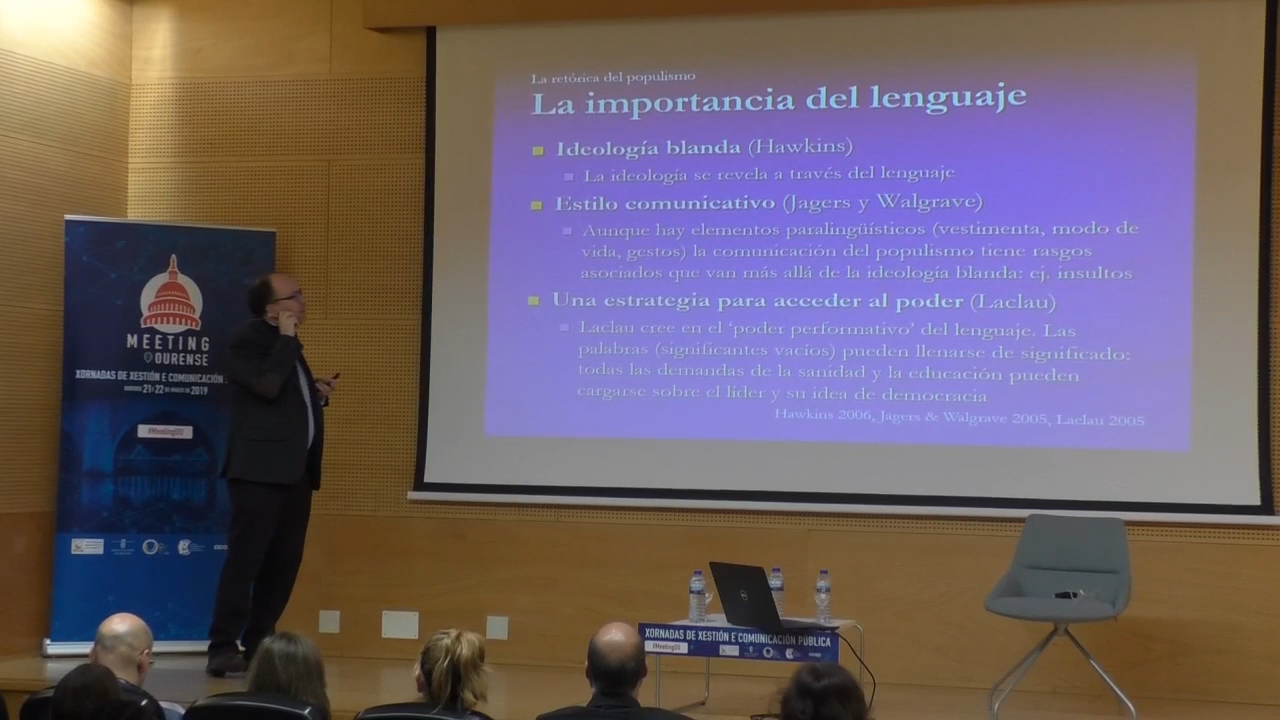 La retórica del populismo
La importancia del lenguaje
Ideología blanda (Hawkins)
La ideología se revela a través del lenguaje
Estilo comunicativo (Jagers y Walgrave)
Aunque hay elementos paralingüísticos (vestimenta, modo de
vida, gestos) la comunicación del populismo tiene rasgos
asociados que van más allá de la ideología blanda: ej. insultos
Una estrategia para acceder al poder (Laclau)
Laclau cree en el ‘poder performativo’ del lenguaje. Las
palabras (significantes vacíos) pueden llenarse de significado:
todas las demandas de la sanidad y la educación pueden
cargarse sobre el líder y su idea de democracia
Hawkins 2006, Jagers & Walgrave 2005, Laclau 2005
MEETING
OURENSE
XORNADAS DE XESTIÓN E COMUNICACIÓN
21 22 DE MARZO DE 2019
#MeetingOU
DELL
XORNADAS DE XESTIÓN E COMUNICACIÓN PÚBLICA
#MeetingOU